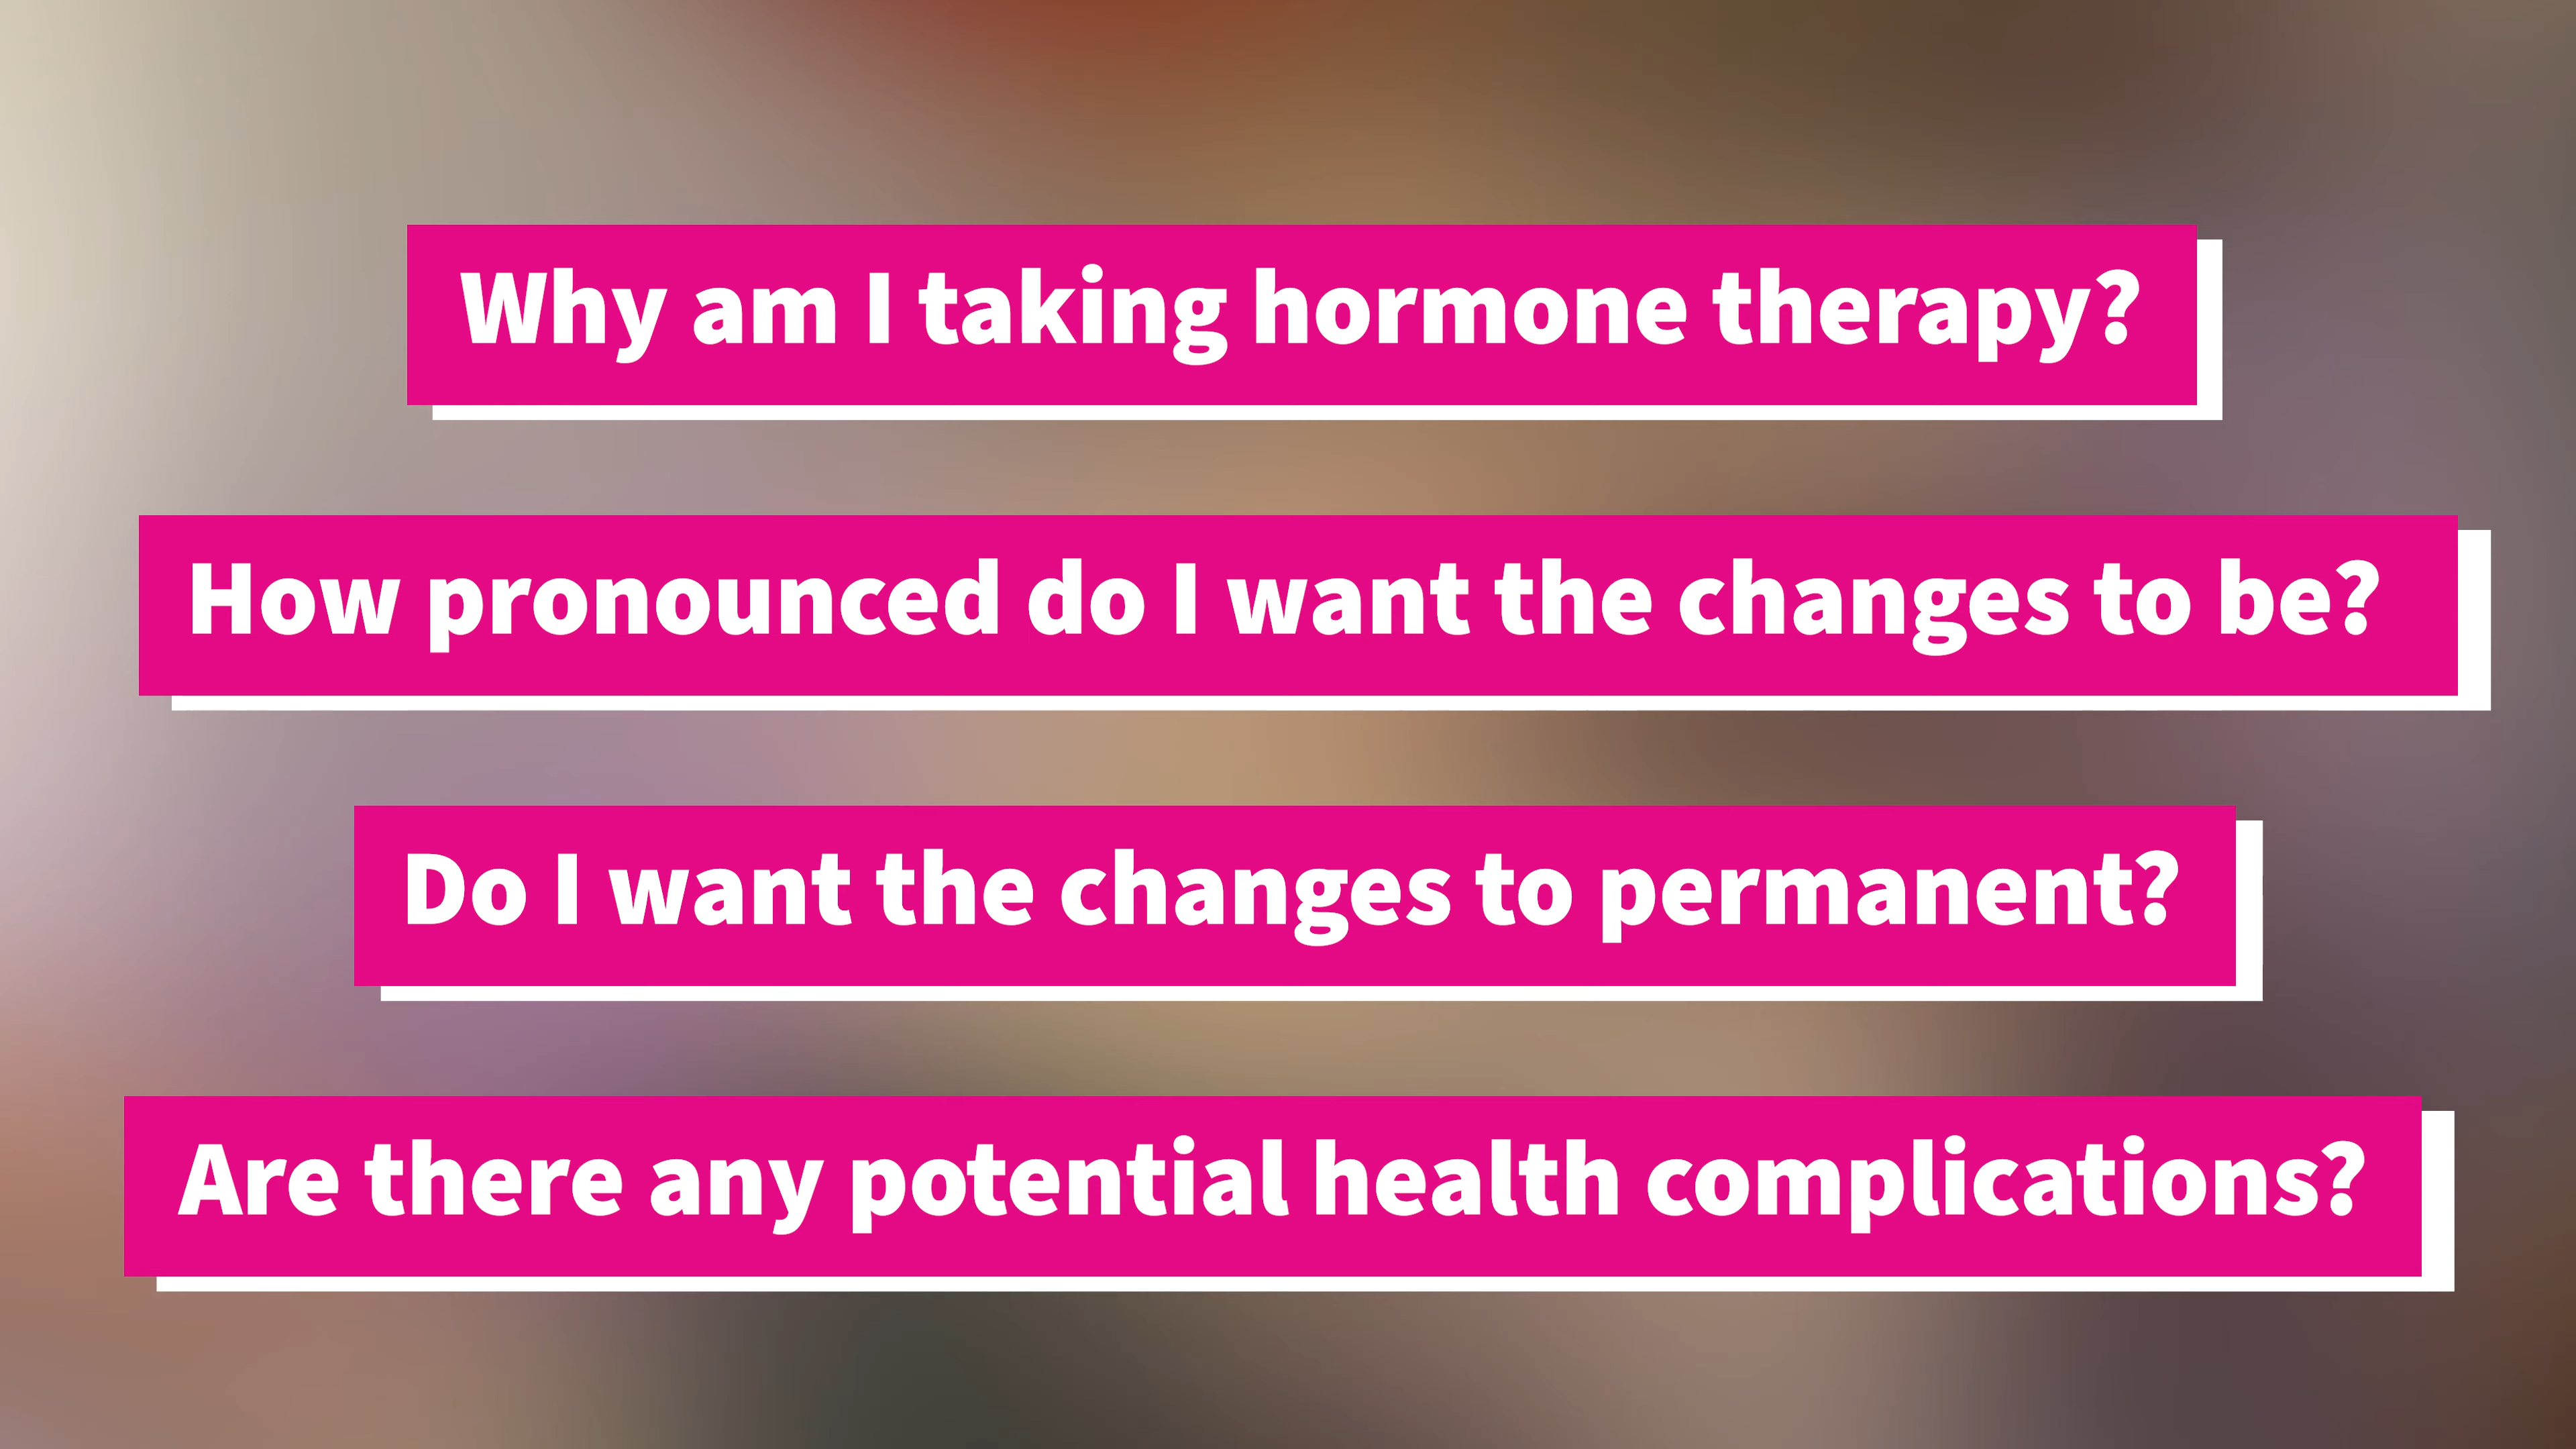 Why am I taking hormone therapy?
How pronounced do I want the changes to be?
Do I want the changes to permanent?
Are there any potential health complications?